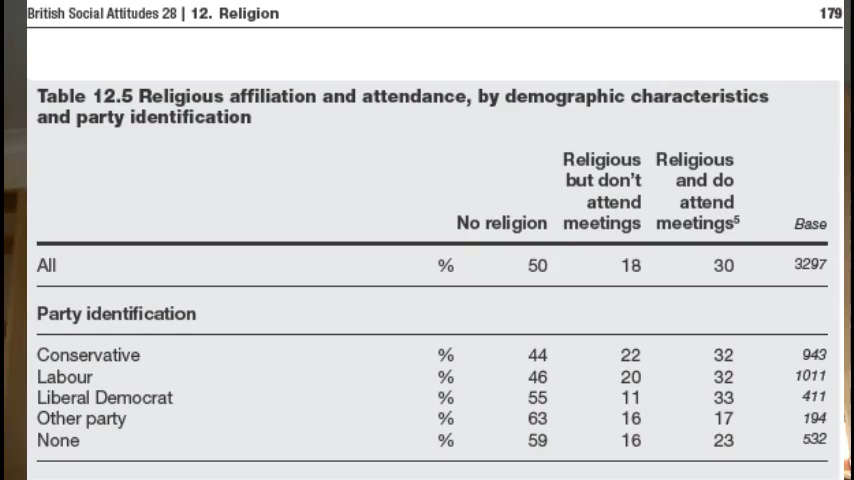 British Social Attitudes 28 | 12. Religion 179
Table 12.5 Religious affiliation and attendance, by demographic characteristics
and party identification
Religious Religious
but don't and do
attend attend
No religion meetings meetings5 Base
All % 50 18 30 3297
Party identification
Conservative % 44 22 32 943
Labour % 46 20 32 1011
Liberal Democrat % 55 11 33 411
Other party % 63 16 17 194
None % 59 16 23 532